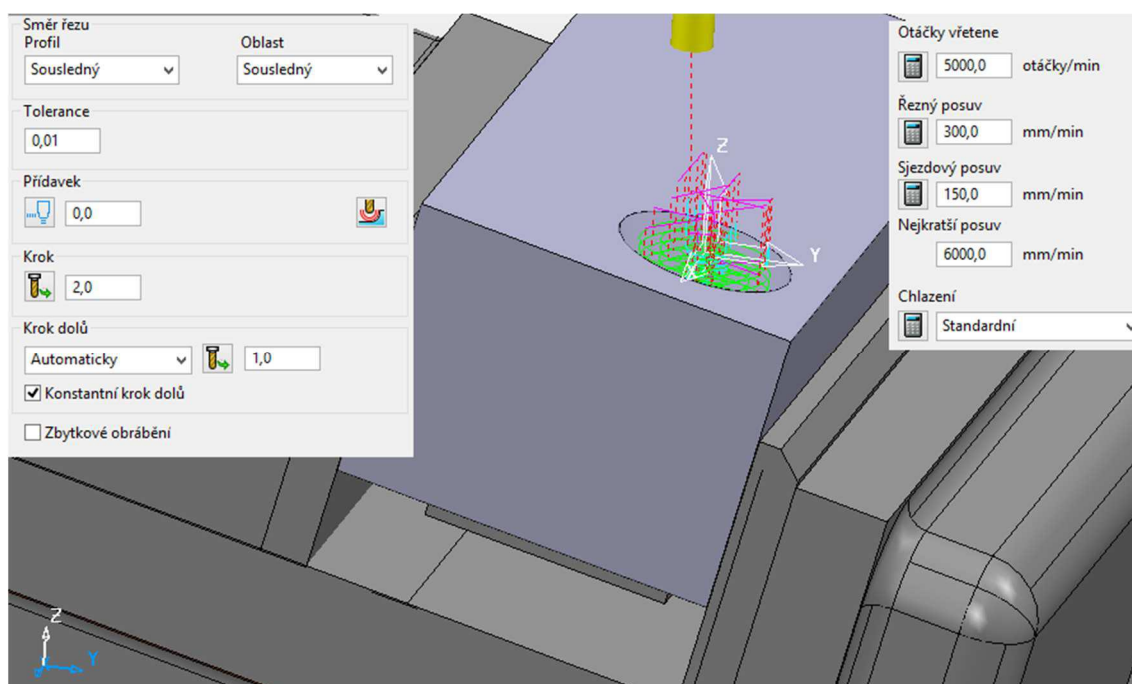 Směr řezu
Profil Oblast
Sousledný Sousledný
Tolerance
0,01
Přídavek
0,0
Krok
2,0
Krok dolů
Automaticky 1,0
Konstantní krok dolů
Zbytkové obrábění
Z
Y
X
Z
Y
Otáčky vřetene
5000,0 otáčky/min
Řezný posuv
300,0 mm/min
Sjezdový posuv
150,0 mm/min
Nejkratší posuv
6000,0 mm/min
Chlazení
Standardní